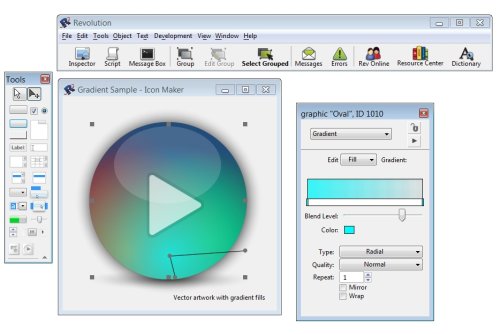 Revolution
File Edit Tools Object Text Development View Window Help
Inspector Script Message Box Group Edit Group Select Grouped Messages Errors Rev Online Resource Center Dictionary
Tools
Label:
Gradient Sample - Icon Maker
Vector artwork with gradient fills
graphic "Oval", ID 1010
Gradient
Edit Fill Gradient:
Blend Level:
Color:
Type: Radial
Quality: Normal
Repeat: 1
Mirror
Wrap